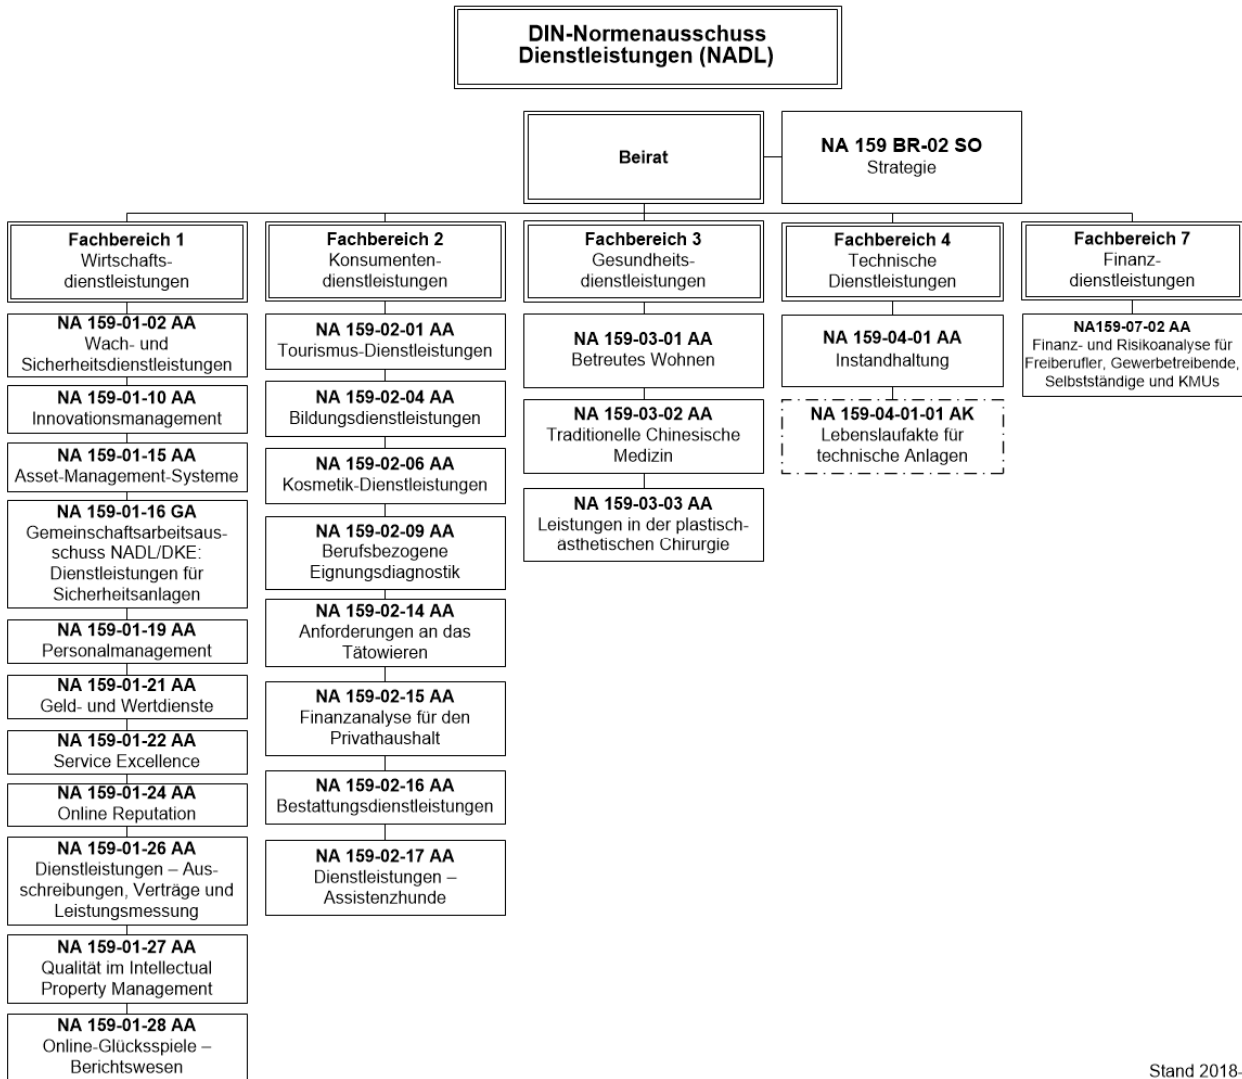 DIN-Normenausschuss
Dienstleistungen (NADL)
Beirat
NA 159 BR-02 SO
Strategie
Fachbereich 1
Wirtschafts-
dienstleistungen
NA 159-01-02 AA
Wach- und
Sicherheitsdienstleistungen
NA 159-01-10 AA
Innovationsmanagement
NA 159-01-15 AA
Asset-Management-Systeme
NA 159-01-16 GA
Gemeinschaftsarbeitsaus-
schuss NADL/DKE:
Dienstleistungen für
Sicherheitsanlagen
NA 159-01-19 AA
Personalmanagement
NA 159-01-21 AA
Geld- und Wertdienste
NA 159-01-22 AA
Service Excellence
NA 159-01-24 AA
Online Reputation
NA 159-01-26 AA
Dienstleistungen – Aus-
schreibungen, Verträge und
Leistungsmessung
NA 159-01-27 AA
Qualität im Intellectual
Property Management
NA 159-01-28 AA
Online-Glücksspiele –
Berichtswesen
Fachbereich 2
Konsumenten-
dienstleistungen
NA 159-02-01 AA
Tourismus-Dienstleistungen
NA 159-02-04 AA
Bildungsdienstleistungen
NA 159-02-06 AA
Kosmetik-Dienstleistungen
NA 159-02-09 AA
Berufsbezogene
Eignungsdiagnostik
NA 159-02-14 AA
Anforderungen an das
Tätowieren
NA 159-02-15 AA
Finanzanalyse für den
Privathaushalt
NA 159-02-16 AA
Bestattungsdienstleistungen
NA 159-02-17 AA
Dienstleistungen –
Assistenzhunde
Fachbereich 3
Gesundheits-
dienstleistungen
NA 159-03-01 AA
Betreutes Wohnen
NA 159-03-02 AA
Traditionelle Chinesische
Medizin
NA 159-03-03 AA
Leistungen in der plastisch-
asthetischen Chirurgie
Fachbereich 4
Technische
Dienstleistungen
NA 159-04-01 AA
Instandhaltung
NA 159-04-01-01 AK
Lebenslaufakte für
technische Anlagen
Fachbereich 7
Finanz-
dienstleistungen
NA159-07-02 AA
Finanz- und Risikoanalyse für
Freiberufler, Gewerbetreibende,
Selbstständige und KMUs
Stand 2018-